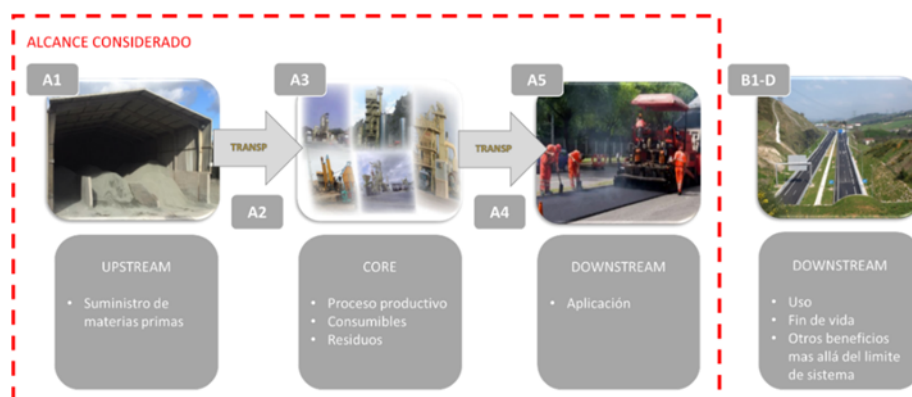 ALCANCE CONSIDERADO
A1
A3
A5
B1-D
TRANSP
TRANSP
A2
A4
UPSTREAM
• Suministro de
materias primas
CORE
• Proceso productivo
• Consumibles
• Residuos
DOWNSTREAM
• Aplicación
DOWNSTREAM
• Uso
• Fin de vida
• Otros beneficios
mas allá del limite
de sistema